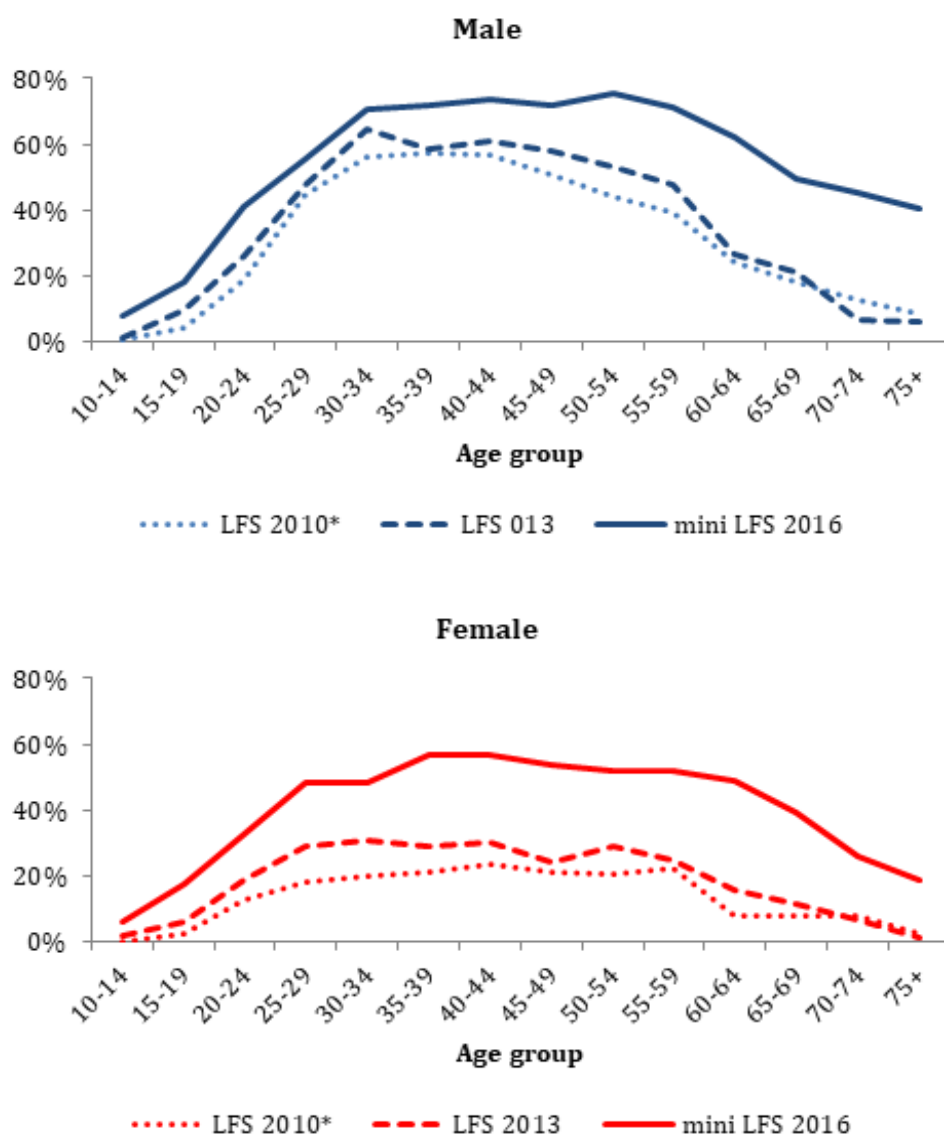 Male
80%
60%
40%
20%
0%
10-14 15-19 20-24 25-29 30-34 35-39 40-44 45-49 50-54 55-59 60-64 65-69 70-74 75+
Age group
LFS 2010* LFS 013 mini LFS 2016
Female
80%
60%
40%
20%
0%
10-14 15-19 20-24 25-29 30-34 35-39 40-44 45-49 50-54 55-59 60-64 65-69 70-74 75+
Age group
LFS 2010* LFS 2013 mini LFS 2016